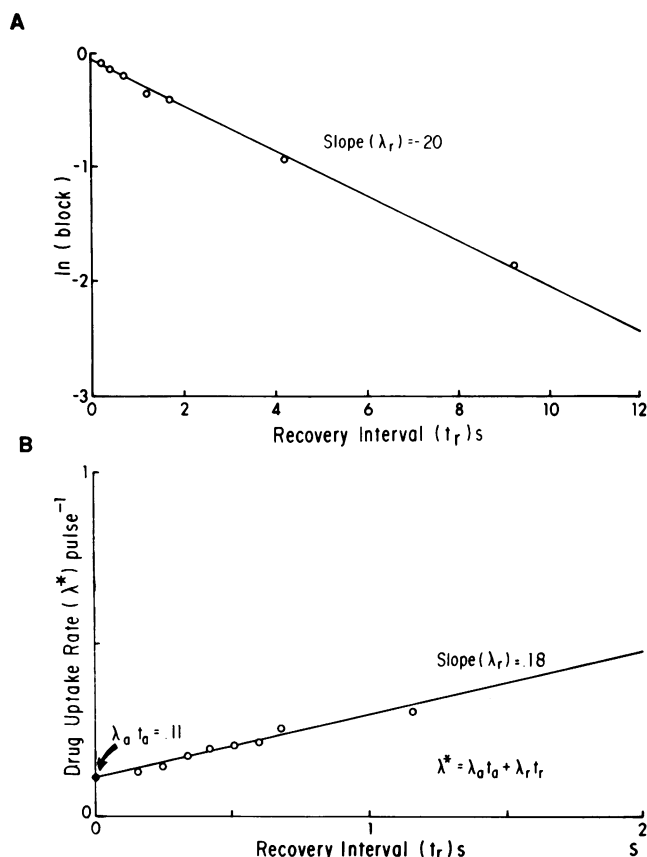 A
0
-1
-2
-3
ln (block)
Slope (λr) = -20
0 2 4 6 8 10 12
Recovery Interval (tr) s
B
1
0
Drug Uptake Rate (λ*) pulse⁻¹
λa ta = .11
Slope (λr) = .18
λ* = λa ta + λr tr
0 1 2
Recovery Interval (tr) s S